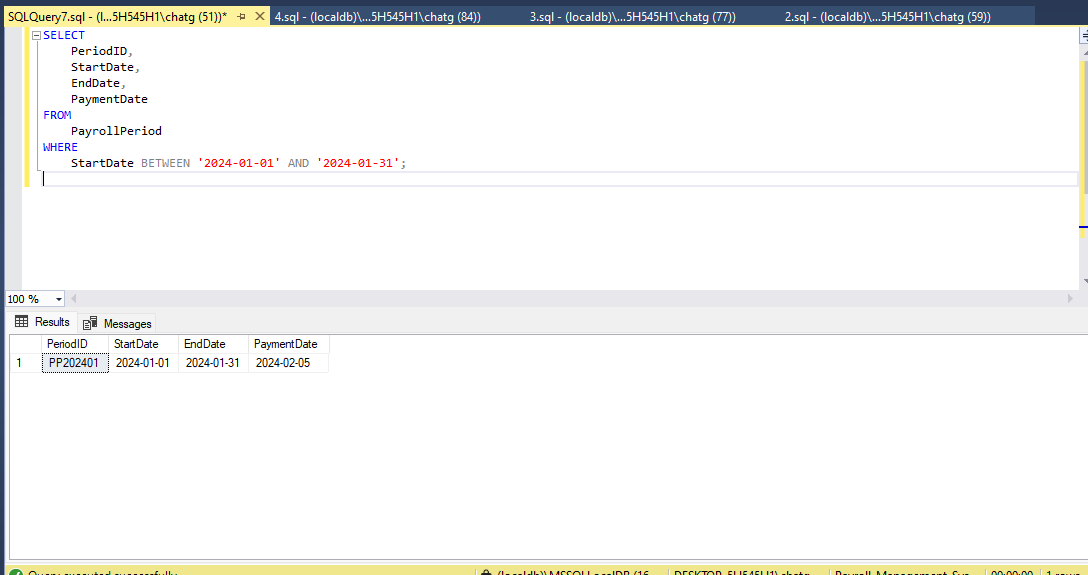 SQLQuery7.sql - (l...5H545H1\chatg (51))* 4.sql - (localdb)\...5H545H1\chatg (84)) 3.sql - (localdb)\...5H545H1\chatg (77)) 2.sql - (localdb)\...5H545H1\chatg (59))
SELECT
PeriodID,
StartDate,
EndDate,
PaymentDate
FROM
PayrollPeriod
WHERE
StartDate BETWEEN '2024-01-01' AND '2024-01-31';
100 %
Results Messages
PeriodID StartDate EndDate PaymentDate
1 PP202401 2024-01-01 2024-01-31 2024-02-05
Query executed successfully. (localdb)\MSSQLLocalDB (16 ... DESKTOP-5H545H1\chatg ... Payroll_Management_Sys... 00:00:00 1 rows